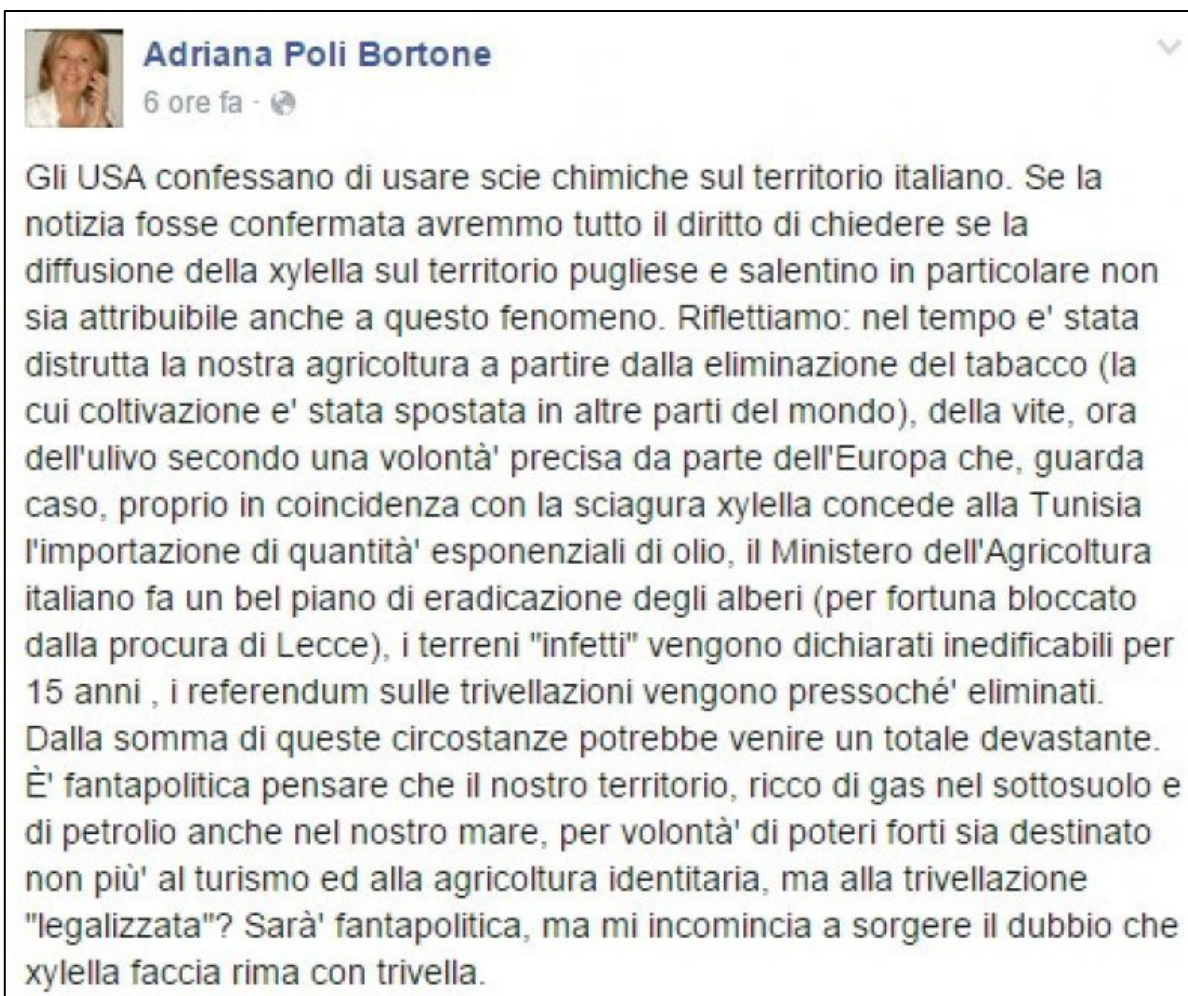 Adriana Poli Bortone
6 ore fa ·
Gli USA confessano di usare scie chimiche sul territorio italiano. Se la
notizia fosse confermata avremmo tutto il diritto di chiedere se la
diffusione della xylella sul territorio pugliese e salentino in particolare non
sia attribuibile anche a questo fenomeno. Riflettiamo: nel tempo e' stata
distrutta la nostra agricoltura a partire dalla eliminazione del tabacco (la
cui coltivazione e' stata spostata in altre parti del mondo), della vite, ora
dell'ulivo secondo una volontà' precisa da parte dell'Europa che, guarda
caso, proprio in coincidenza con la sciagura xylella concede alla Tunisia
l'importazione di quantità' esponenziali di olio, il Ministero dell'Agricoltura
italiano fa un bel piano di eradicazione degli alberi (per fortuna bloccato
dalla procura di Lecce), i terreni "infetti" vengono dichiarati inedificabili per
15 anni , i referendum sulle trivellazioni vengono pressoché' eliminati.
Dalla somma di queste circostanze potrebbe venire un totale devastante.
È' fantapolitica pensare che il nostro territorio, ricco di gas nel sottosuolo e
di petrolio anche nel nostro mare, per volontà' di poteri forti sia destinato
non più' al turismo ed alla agricoltura identitaria, ma alla trivellazione
"legalizzata"? Sarà' fantapolitica, ma mi incomincia a sorgere il dubbio che
xylella faccia rima con trivella.